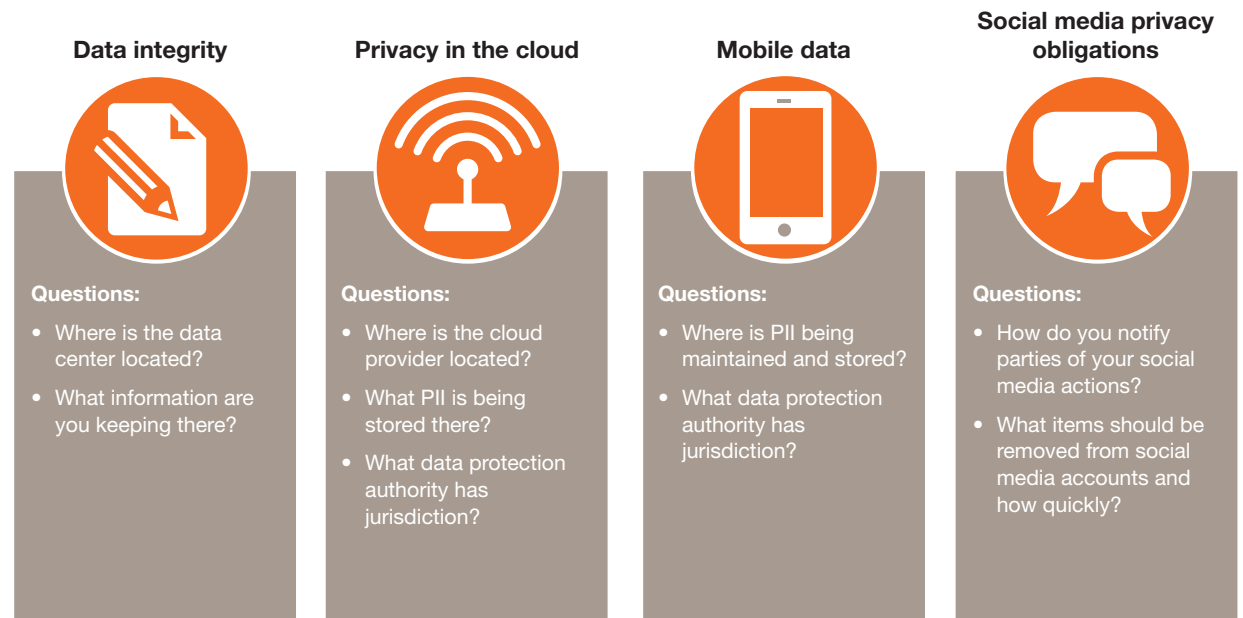 Data integrity
Questions:
• Where is the data
center located?
• What information are
you keeping there?
Privacy in the cloud
Questions:
• Where is the cloud
provider located?
• What PII is being
stored there?
• What data protection
authority has
jurisdiction?
Mobile data
Questions:
• Where is PII being
maintained and stored?
• What data protection
authority has
jurisdiction?
Social media privacy
obligations
Questions:
• How do you notify
parties of your social
media actions?
• What items should be
removed from social
media accounts and
how quickly?